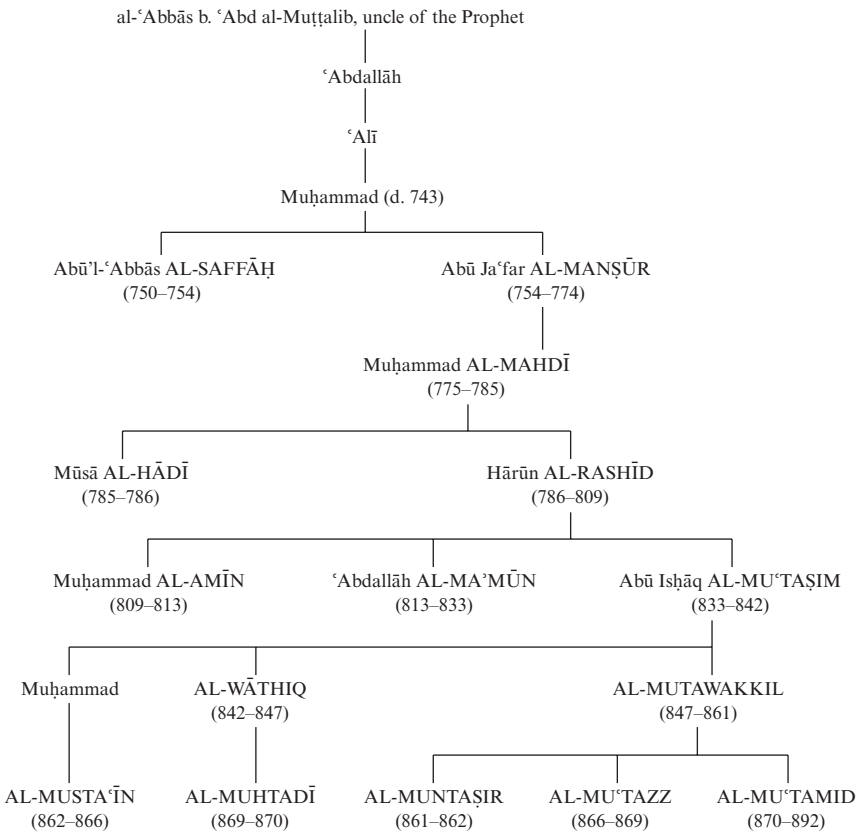 al-ʿAbbās b. ʿAbd al-Muṭṭalib, uncle of the Prophet
ʿAbdallāh
ʿAlī
Muḥammad (d. 743)
Abū’l-ʿAbbās AL-SAFFĀḤ
(750–754)
Abū Jaʿfar AL-MANṢŪR
(754–774)
Muḥammad AL-MAHDĪ
(775–785)
Mūsā AL-HĀDĪ
(785–786)
Hārūn AL-RASHĪD
(786–809)
Muḥammad AL-AMĪN
(809–813)
ʿAbdallāh AL-MAʾMŪN
(813–833)
Abū Isḥāq AL-MUʿTAṢIM
(833–842)
Muḥammad
AL-WĀTHIQ
(842–847)
AL-MUTAWAKKIL
(847–861)
AL-MUSTAʿĪN
(862–866)
AL-MUHTADĪ
(869–870)
AL-MUNTAṢIR
(861–862)
AL-MUʿTAZZ
(866–869)
AL-MUʿTAMID
(870–892)